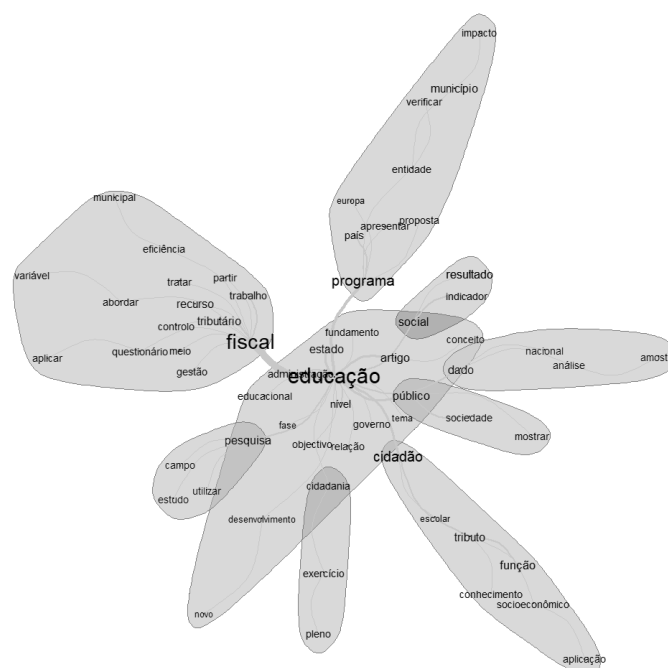 impacto
município
verificar
entidade
europa
apresentar proposta
país
programa
municipal
eficiência
variável
tratar partir
abordar recurso trabalho
controlo tributário
fiscal
aplicar questionário meio
gestão
resultado
indicador
social
fundamento
estado
conceito
artigo
nacional
dado análise
administração
educação
educacional
nível
público
fase governo tema sociedade
pesquisa objectivo relação mostrar
cidadão
campo
utilizar
estudo
cidadania
desenvolvimento escolar
tributo
função
exercício
conhecimento
socioeconômico
novo
pleno
aplicação